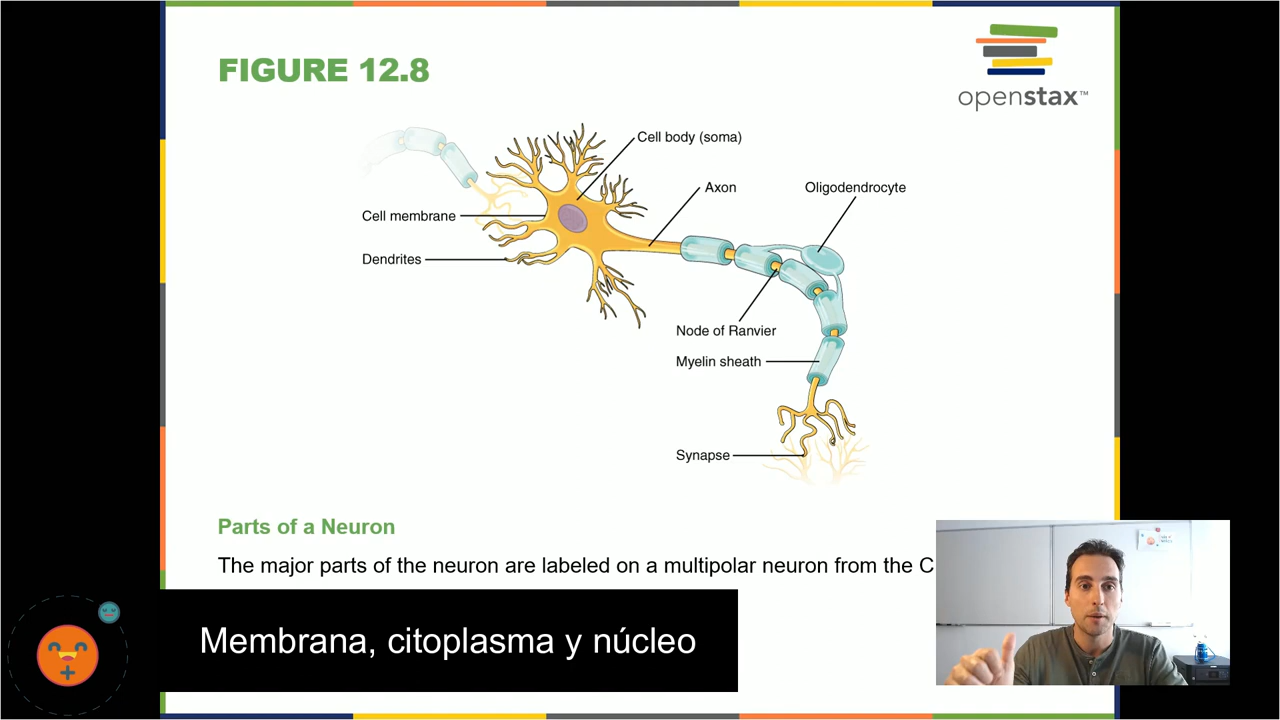 FIGURE 12.8
openstax™
Cell body (soma)
Axon
Oligodendrocyte
Cell membrane
Dendrites
Node of Ranvier
Myelin sheath
Synapse
Parts of a Neuron
The major parts of the neuron are labeled on a multipolar neuron from the C
Membrana, citoplasma y núcleo